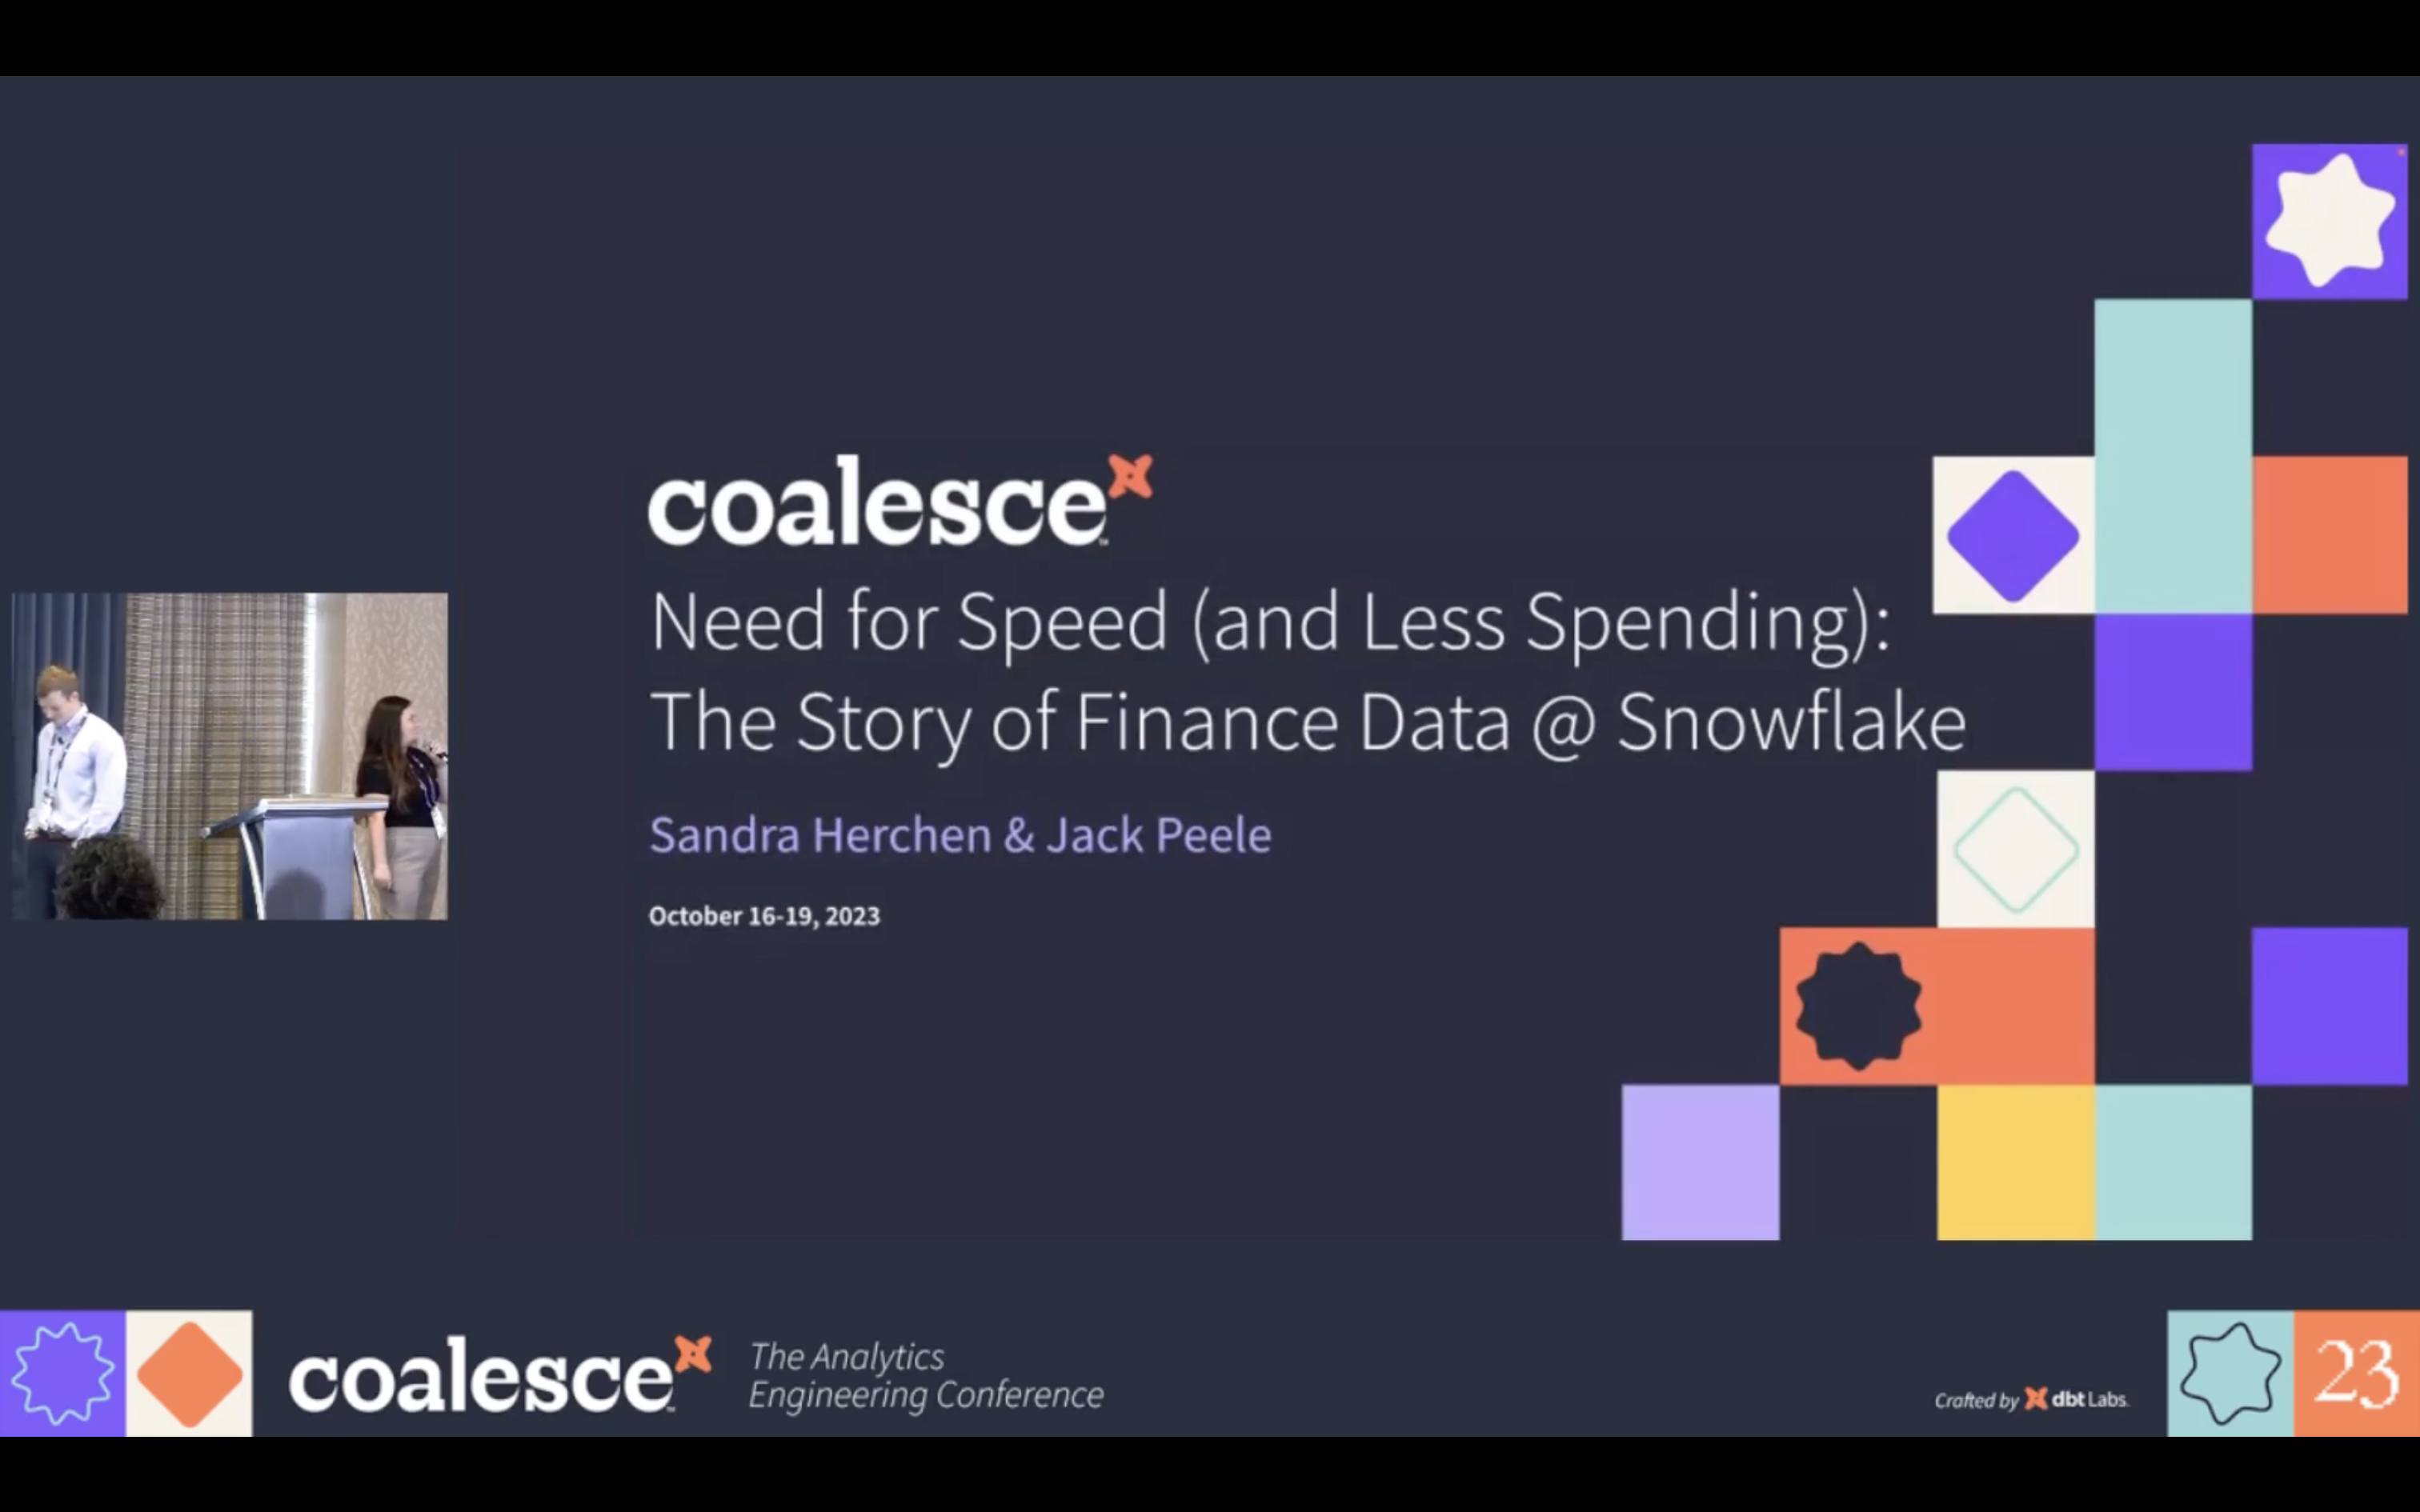 coalesce
Need for Speed (and Less Spending):
The Story of Finance Data @ Snowflake
Sandra Herchen & Jack Peele
October 16-19, 2023
coalesce
The Analytics
Engineering Conference
Crafted by dbt Labs
23